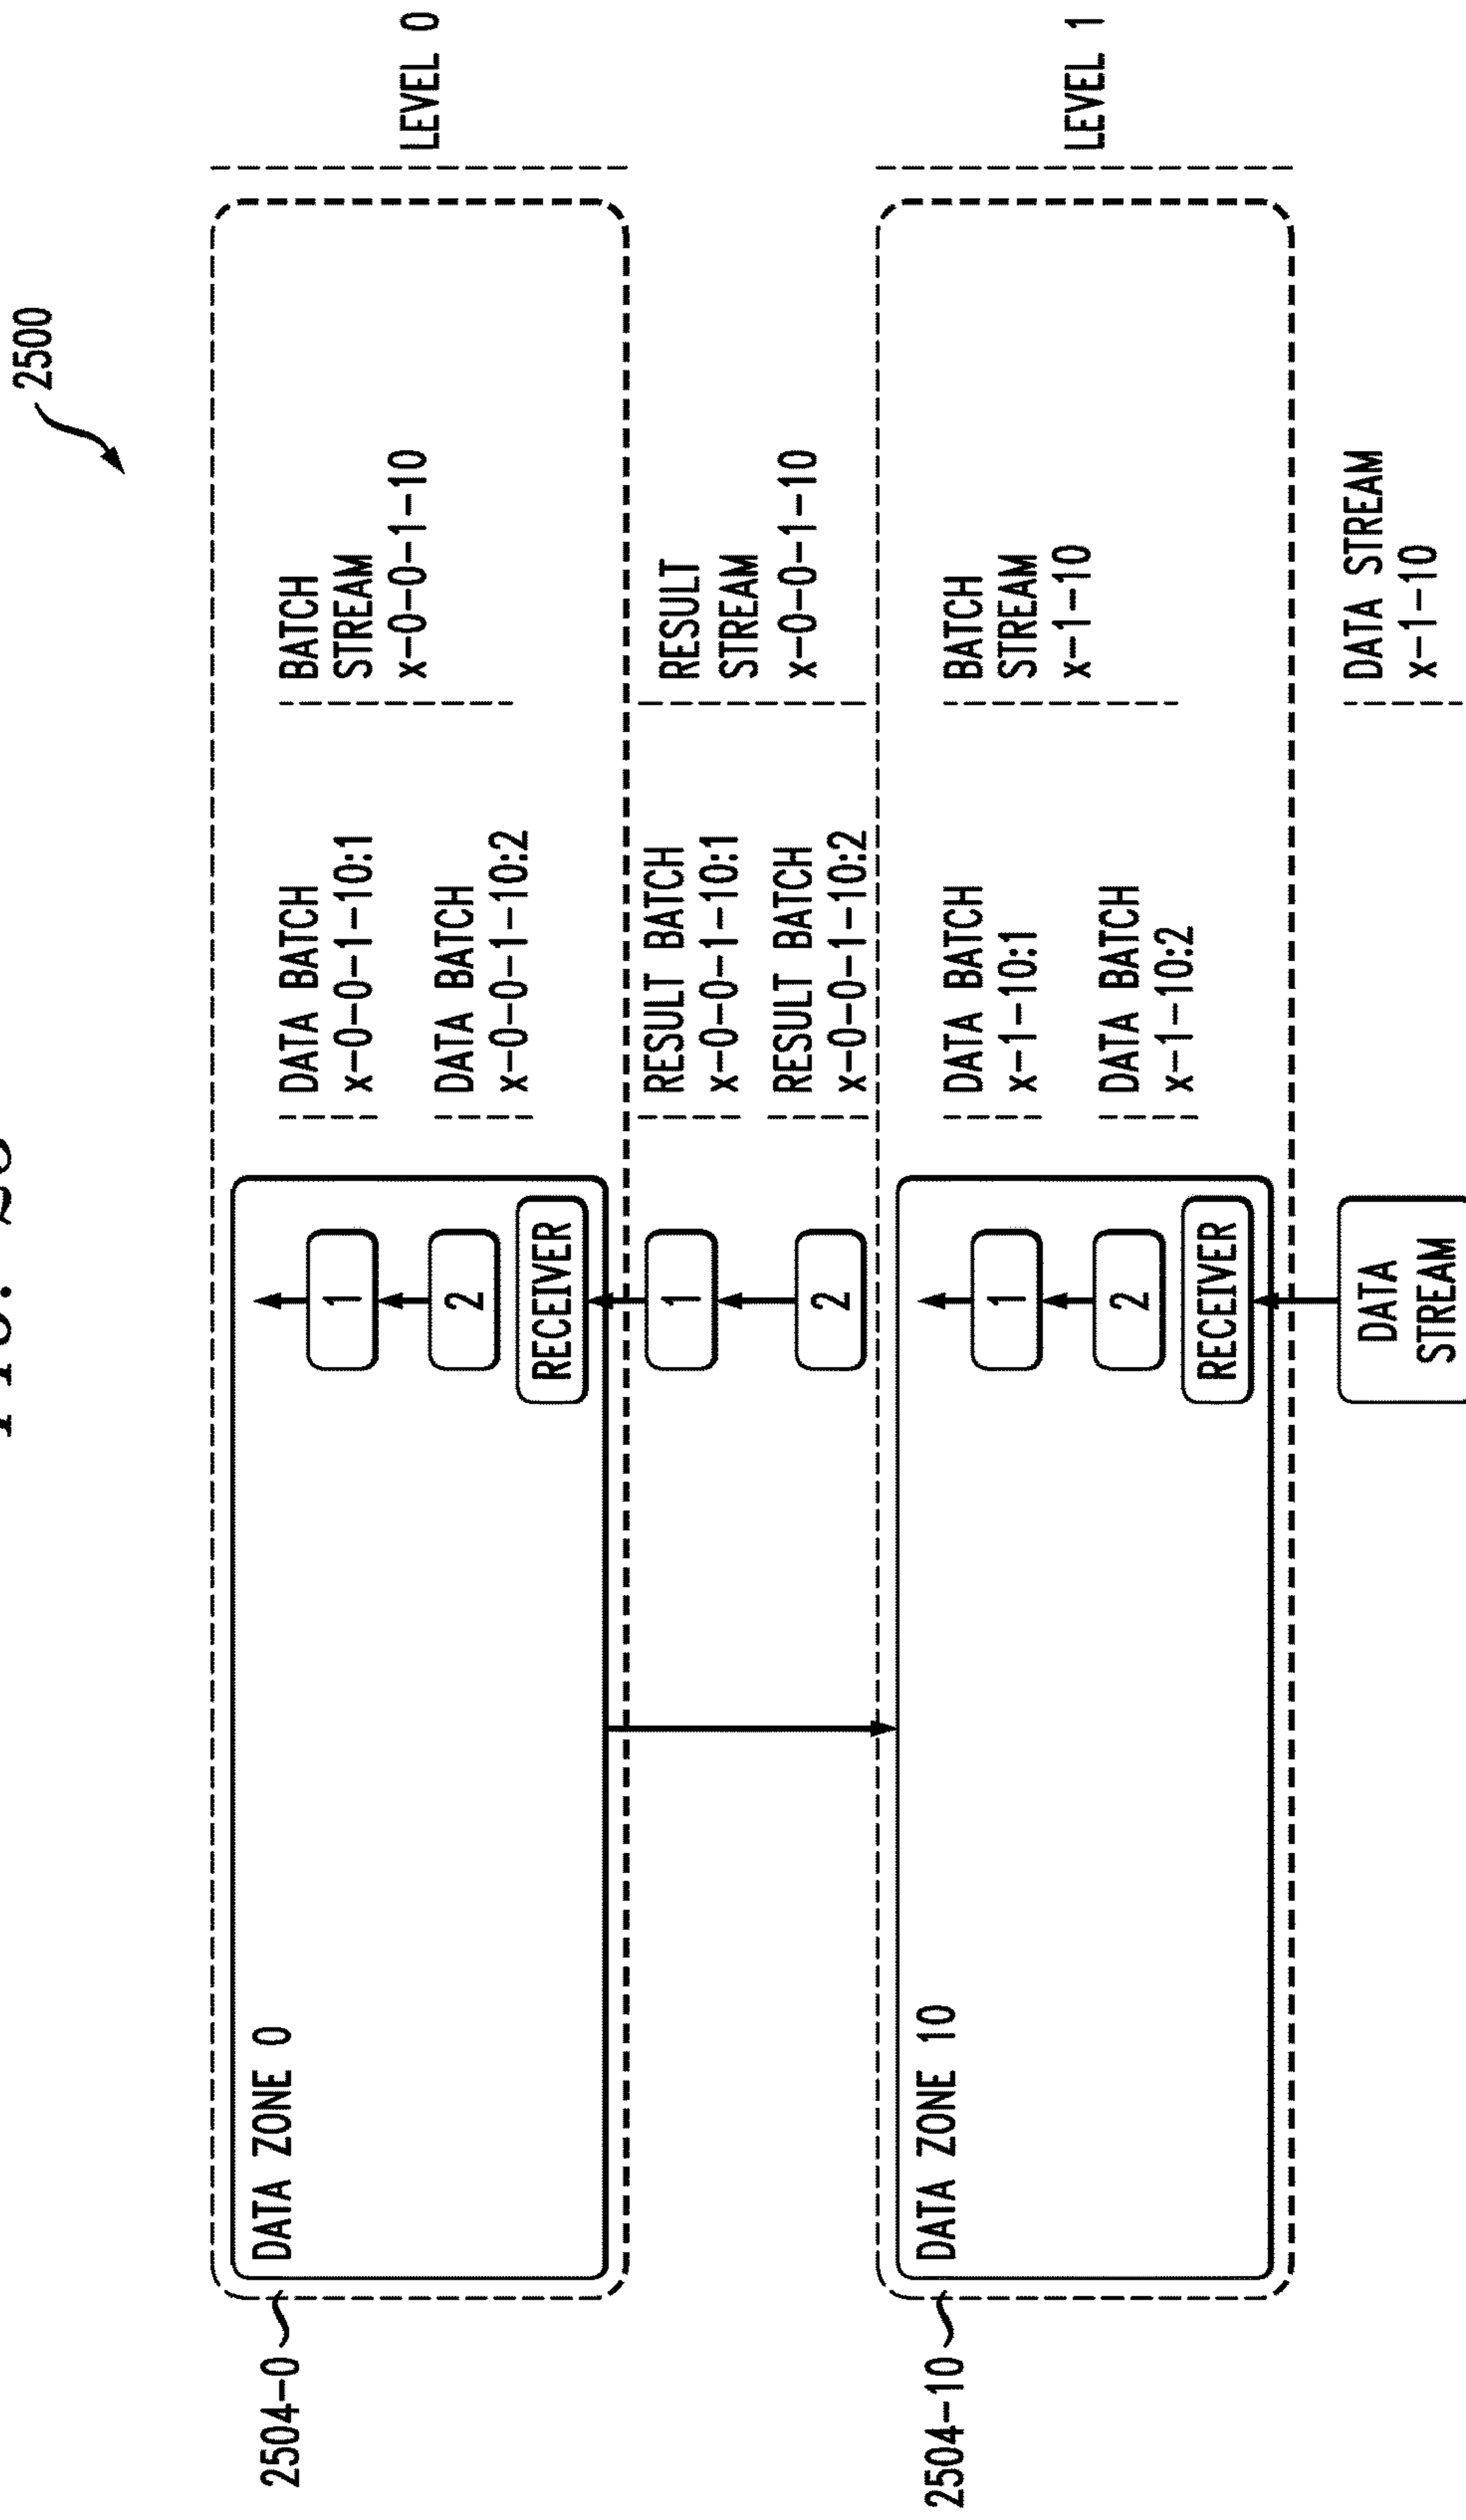 2500
2504-0
DATA ZONE 0
1
2
RECEIVER
DATA BATCH
x-0-0-1-10:1
DATA BATCH
x-0-0-1-10:2
BATCH
STREAM
x-0-0-1-10
LEVEL 0
1
2
RESULT BATCH
x-0-0-1-10:1
RESULT BATCH
x-0-0-1-10:2
RESULT
STREAM
x-0-0-1-10
2504-10
DATA ZONE 10
1
2
RECEIVER
DATA BATCH
x-1-10:1
DATA BATCH
x-1-10:2
BATCH
STREAM
x-1-10
LEVEL 1
DATA
STREAM
DATA STREAM
x-1-10